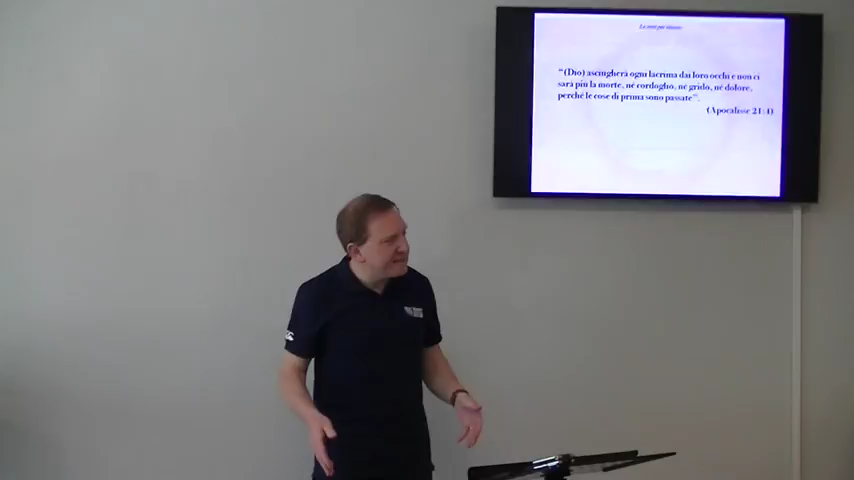 “(Dio) asciugherà ogni lacrima dai loro occhi e non ci
sarà più la morte, né cordoglio, né grido, né dolore,
perché le cose di prima sono passate”.
(Apocalisse 21:4)